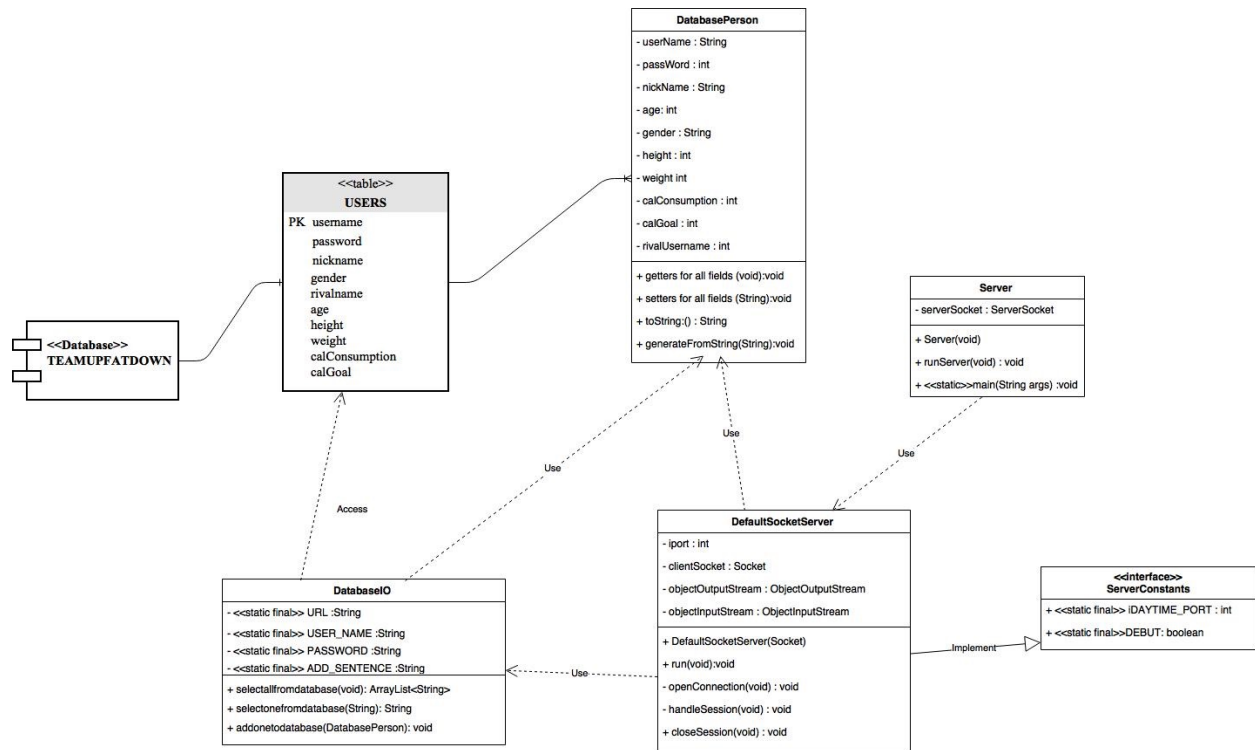 DatabasePerson
- userName : String
- passWord : int
- nickName : String
- age: int
- gender : String
- height : int
- weight int
- calConsumption : int
- calGoal : int
- rivalUsername : int
+ getters for all fields (void):void
+ setters for all fields (String):void
+ toString:() : String
+ generateFromString(String):void
<<table>>
USERS
PK username
password
nickname
gender
rivalname
age
height
weight
calConsumption
calGoal
<<Database>>
TEAMUPFATDOWN
Server
- serverSocket : ServerSocket
+ Server(void)
+ runServer(void) : void
+ <<static>>main(String args) :void
Use
Use
Use
Access
DefaultSocketServer
- iport : int
- clientSocket : Socket
- objectOutputStream : ObjectOutputStream
- objectInputStream : ObjectInputStream
+ DefaultSocketServer(Socket)
+ run(void):void
- openConnection(void) : void
- handleSession(void) : void
+ closeSession(void) : void
<<interface>>
ServerConstants
+ <<static final>> iDAYTIME_PORT : int
+ <<static final>>DEBUT: boolean
Implement
Use
DatabaseIO
- <<static final>> URL :String
- <<static final>> USER_NAME :String
- <<static final>> PASSWORD :String
- <<static final>> ADD_SENTENCE :String
+ selectallfromdatabase(void): ArrayList<String>
+ selectonefromdatabase(String): String
+ addonetodatabase(DatabasePerson): void